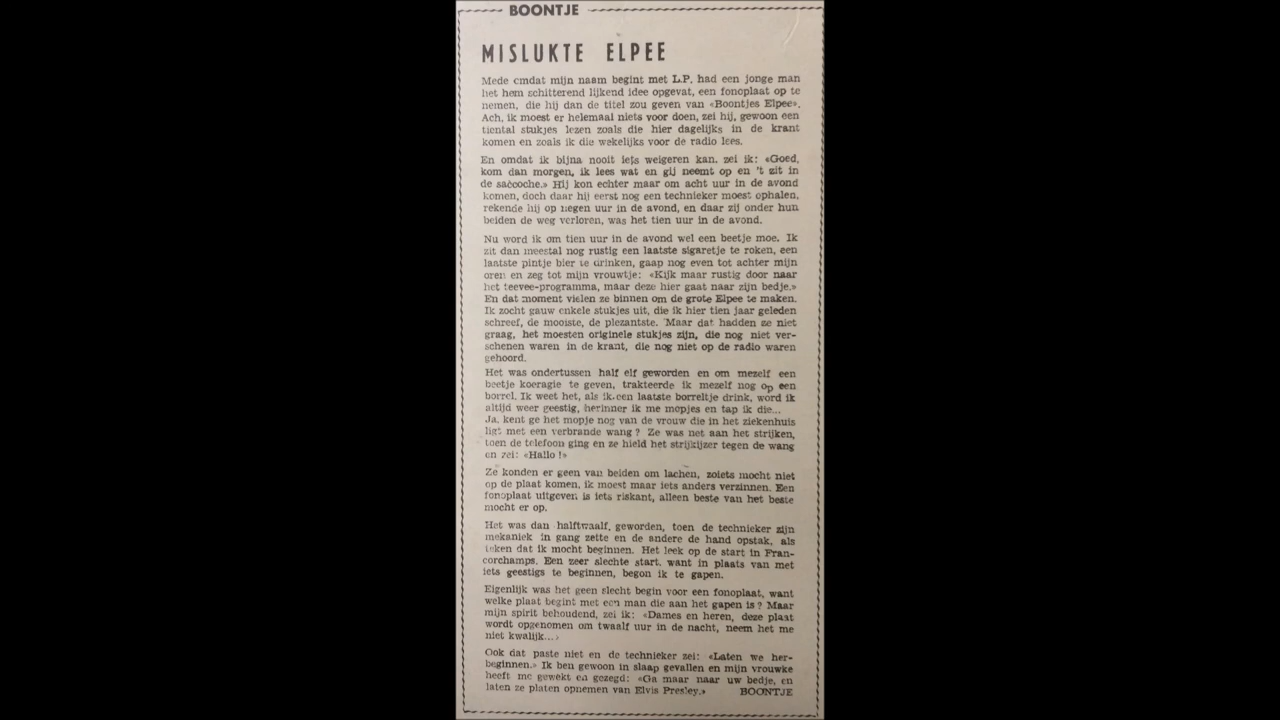 BOONTJE
MISLUKTE ELPEE
Mede omdat mijn naam begint met L.P. had een jonge man
het hem schitterend lijkend idee opgevat, een fonoplaat op te
nemen, die hij dan de titel zou geven van «Boontjes Elpee».
Ach, ik moest er helemaal niets voor doen, zei hij, gewoon een
tiental stukjes lezen zoals die hier dagelijks in de krant
komen en zoals ik die wekelijks voor de radio lees.
En omdat ik bijna nooit iets weigeren kan, zei ik: «Goed,
kom dan morgen, ik lees wat en gij neemt op en 't zit in
de saccoche.» Hij kon echter maar om acht uur in de avond
komen, doch daar hij eerst nog een technieker moest ophalen,
rekende hij op negen uur in de avond, en daar zij onder hun
beiden de weg verloren, was het tien uur in de avond.
Nu word ik om tien uur in de avond wel een beetje moe. Ik
zit dan meestal nog rustig een laatste sigaretje te roken, een
laatste pintje bier te drinken, gaap nog even tot achter mijn
oren en zeg tot mijn vrouwtje: «Kijk maar rustig door naar
het teevee-programma, maar deze hier gaat naar zijn bedje.»
En dat moment vielen ze binnen om de grote Elpee te maken.
Ik zocht gauw enkele stukjes uit, die ik hier tien jaar geleden
schreef, de mooiste, de plezantste. Maar dat hadden ze niet
graag, het moesten originele stukjes zijn, die nog niet ver-
schenen waren in de krant, die nog niet op de radio waren
gehoord.
Het was ondertussen half elf geworden en om mezelf een
beetje koeragie te geven, trakteerde ik mezelf nog op een
borrel. Ik weet het, als ik een laatste borreltje drink, word ik
altijd weer geestig, herinner ik me mopjes en tap ik die...
Ja, kent ge het mopje nog van de vrouw die in het ziekenhuis
ligt met een verbrande wang? Ze was net aan het strijken,
toen de telefoon ging en ze hield het strijkijzer tegen de wang
en zei: «Hallo!»
Ze konden er geen van beiden om lachen, zoiets mocht niet
op de plaat komen, ik moest maar iets anders verzinnen. Een
fonoplaat uitgeven is iets riskant, alleen beste van het beste
mocht er op.
Het was dan halftwaalf, geworden, toen de technieker zijn
mekaniek in gang zette en de andere de hand opstak, als
teken dat ik mocht beginnen. Het leek op de start in Fran-
corchamps. Een zeer slechte start, want in plaats van met
iets geestigs te beginnen, begon ik te gapen.
Eigenlijk was het geen slecht begin voor een fonoplaat, want
welke plaat begint met een man die aan het gapen is? Maar
mijn spirit behoudend, zei ik: «Dames en heren, deze plaat
wordt opgenomen om twaalf uur in de nacht, neem het me
niet kwalijk...»
Ook dat paste niet en de technieker zei: «Laten we her-
beginnen.» Ik ben gewoon in slaap gevallen en mijn vrouwke
heeft me gewekt en gezegd: «Ga maar naar uw bedje, en
laten ze platen opnemen van Elvis Presley.» BOONTJE